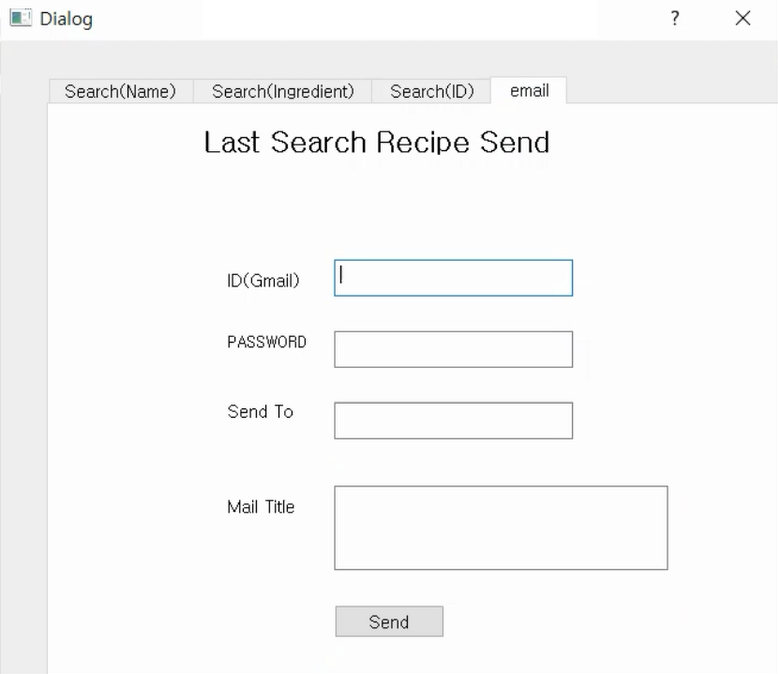 Dialog
?
Search(Name) Search(Ingredient) Search(ID) email
Last Search Recipe Send
ID(Gmail)
PASSWORD
Send To
Mail Title
Send